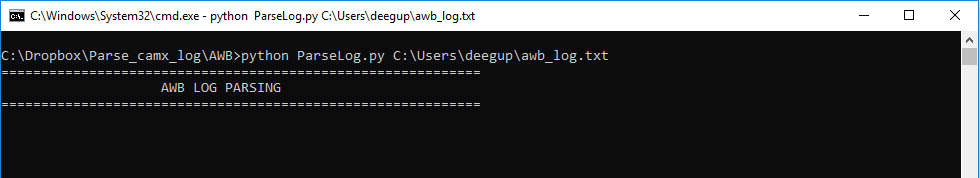 C:\Windows\System32\cmd.exe - python  ParseLog.py C:\Users\deegup\awb_log.txt
C:\Dropbox\Parse_camx_log\AWB>python ParseLog.py C:\Users\deegup\awb_log.txt
============================================================
AWB LOG PARSING
============================================================